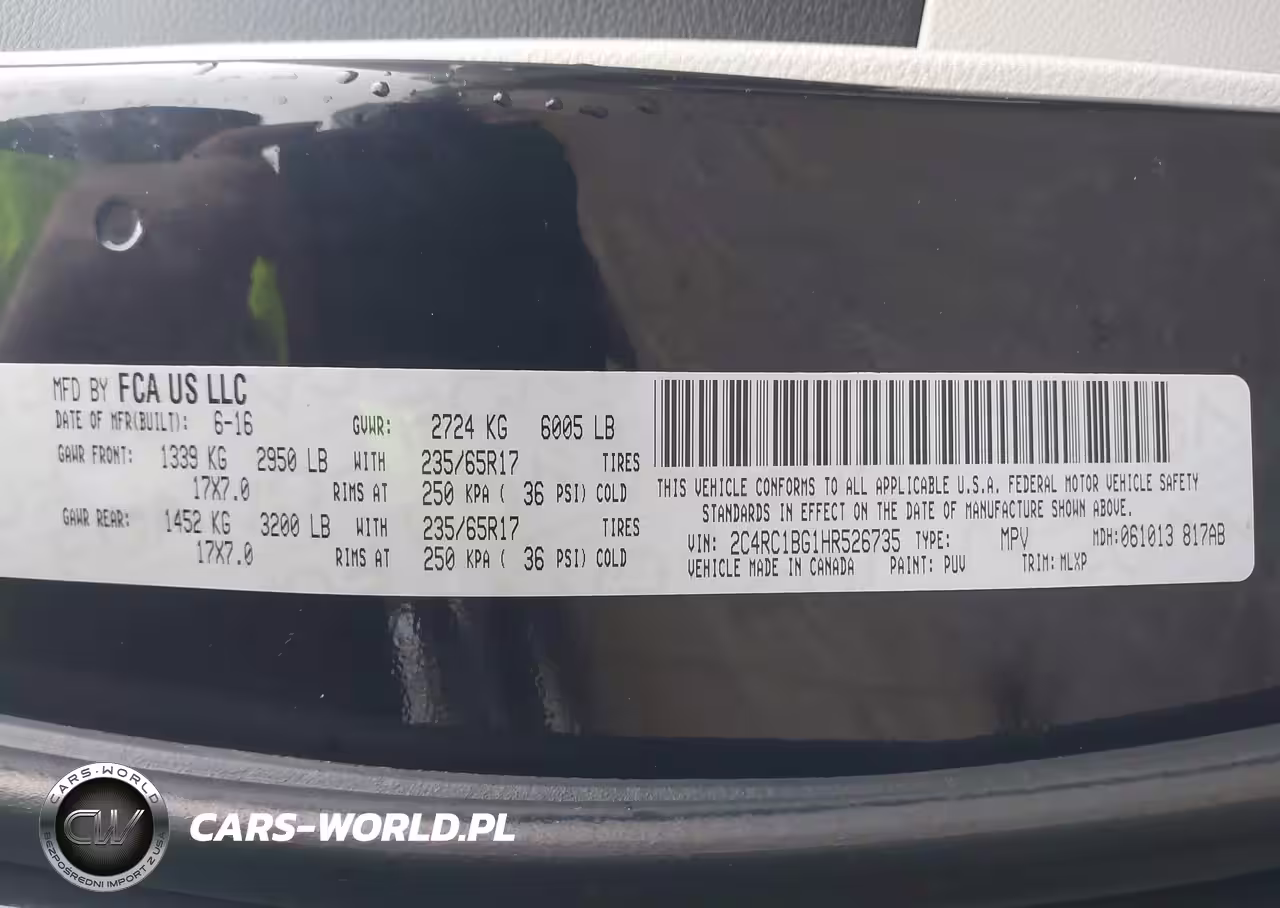 MFD BY FCA US LLC
DATE OF MFR(BUILT): 6-16 GVWR: 2724 KG 6005 LB
GAWR FRONT: 1339 KG 2950 LB WITH 235/65R17 TIRES
17X7.0 RIMS AT 250 KPA ( 36 PSI) COLD
GAWR REAR: 1452 KG 3200 LB WITH 235/65R17 TIRES
17X7.0 RIMS AT 250 KPA ( 36 PSI) COLD
THIS VEHICLE CONFORMS TO ALL APPLICABLE U.S.A. FEDERAL MOTOR VEHICLE SAFETY
STANDARDS IN EFFECT ON THE DATE OF MANUFACTURE SHOWN ABOVE.
VIN: 2C4RC1BG1HR526735 TYPE: MPV MDH:061013 817AB
VEHICLE MADE IN CANADA PAINT: PUV TRIM: MLXP
CARS-WORLD
CW
BEZPOŚREDNI IMPORT Z USA
CARS-WORLD.PL